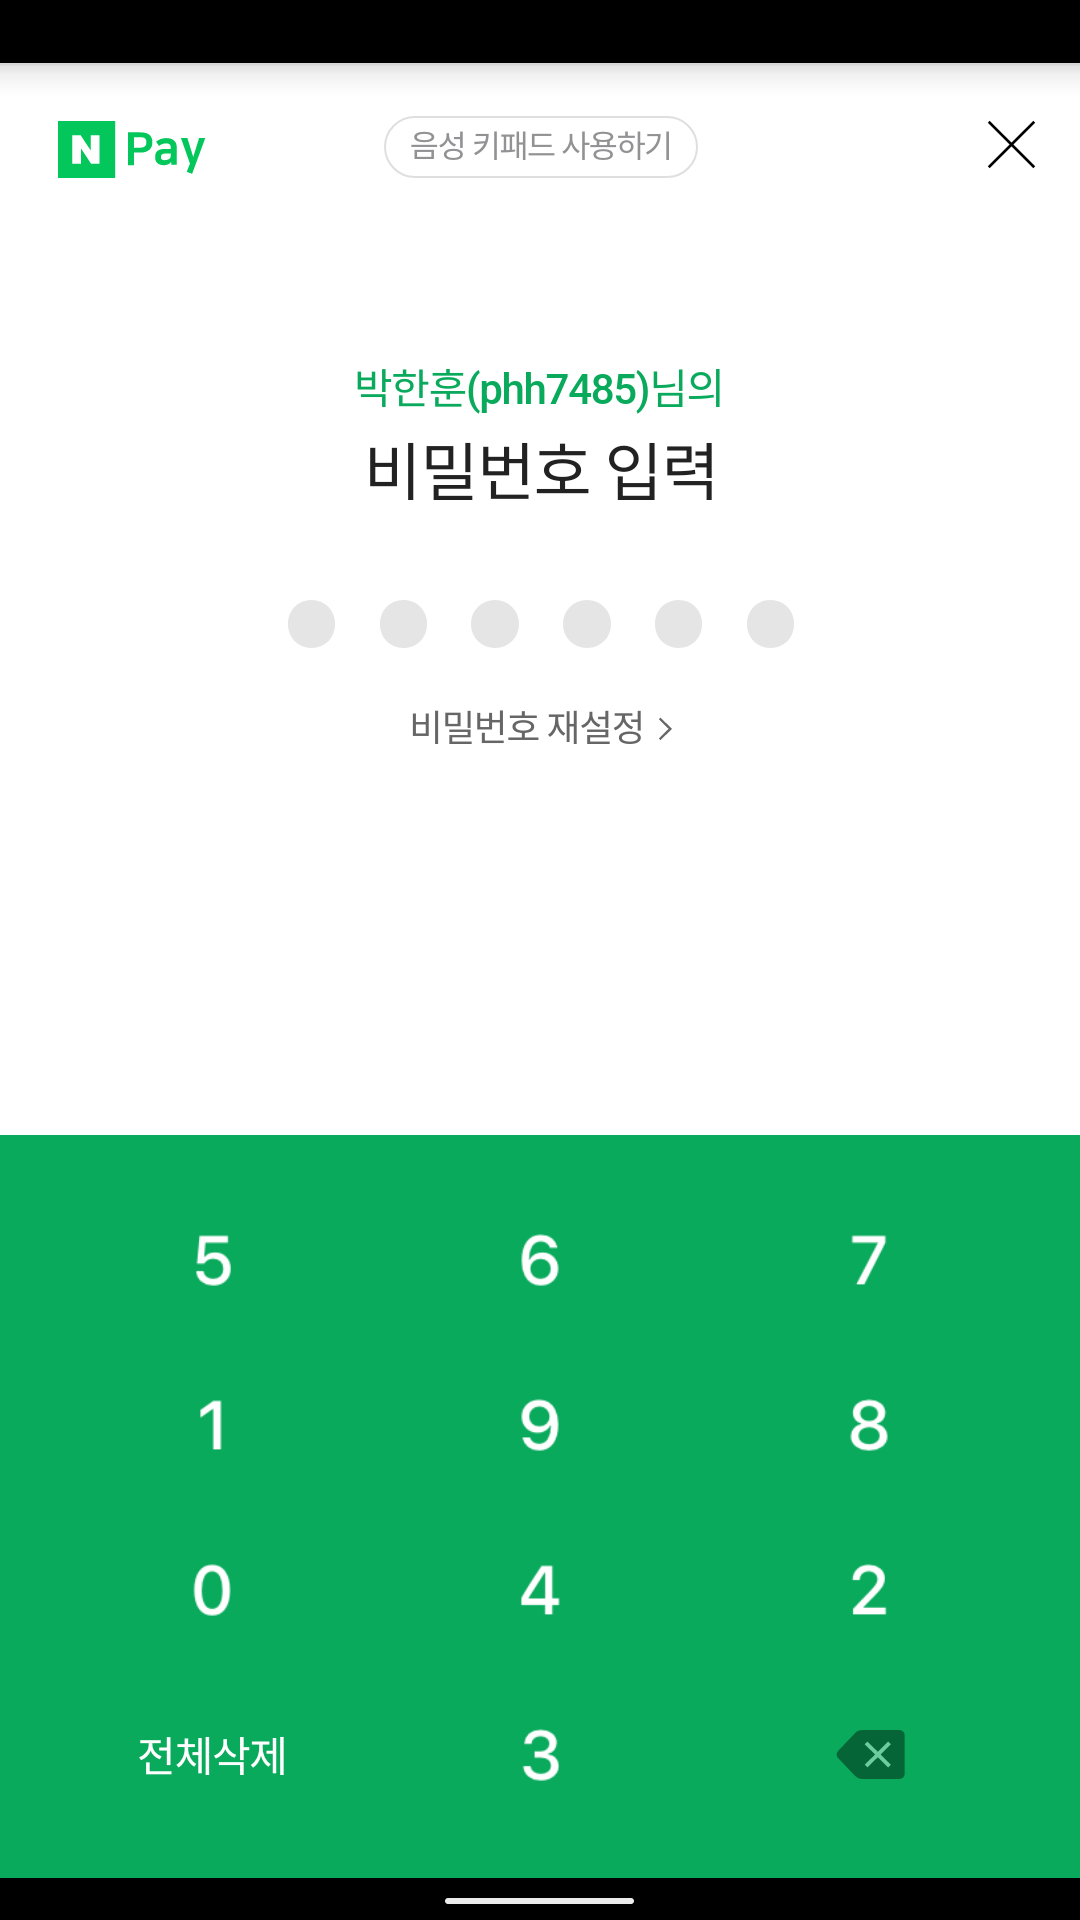 N Pay
음성 키패드 사용하기
박한훈(phh7485)님의
비밀번호 입력
비밀번호 재설정 >
5 6 7
1 9 8
0 4 2
전체삭제 3